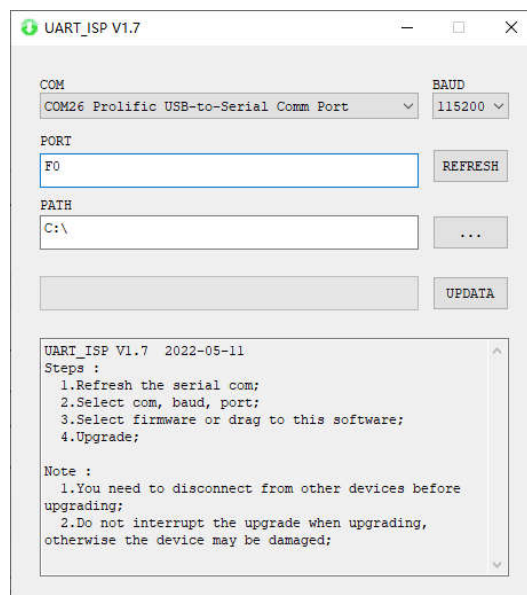 UART_ISP V1.7
COM
BAUD
COM26 Prolific USB-to-Serial Comm Port
115200
PORT
F0
REFRESH
PATH
C:\
...
UPDATA
UART_ISP V1.7  2022-05-11
Steps :
1.Refresh the serial com;
2.Select com, baud, port;
3.Select firmware or drag to this software;
4.Upgrade;
Note :
1.You need to disconnect from other devices before
upgrading;
2.Do not interrupt the upgrade when upgrading,
otherwise the device may be damaged;